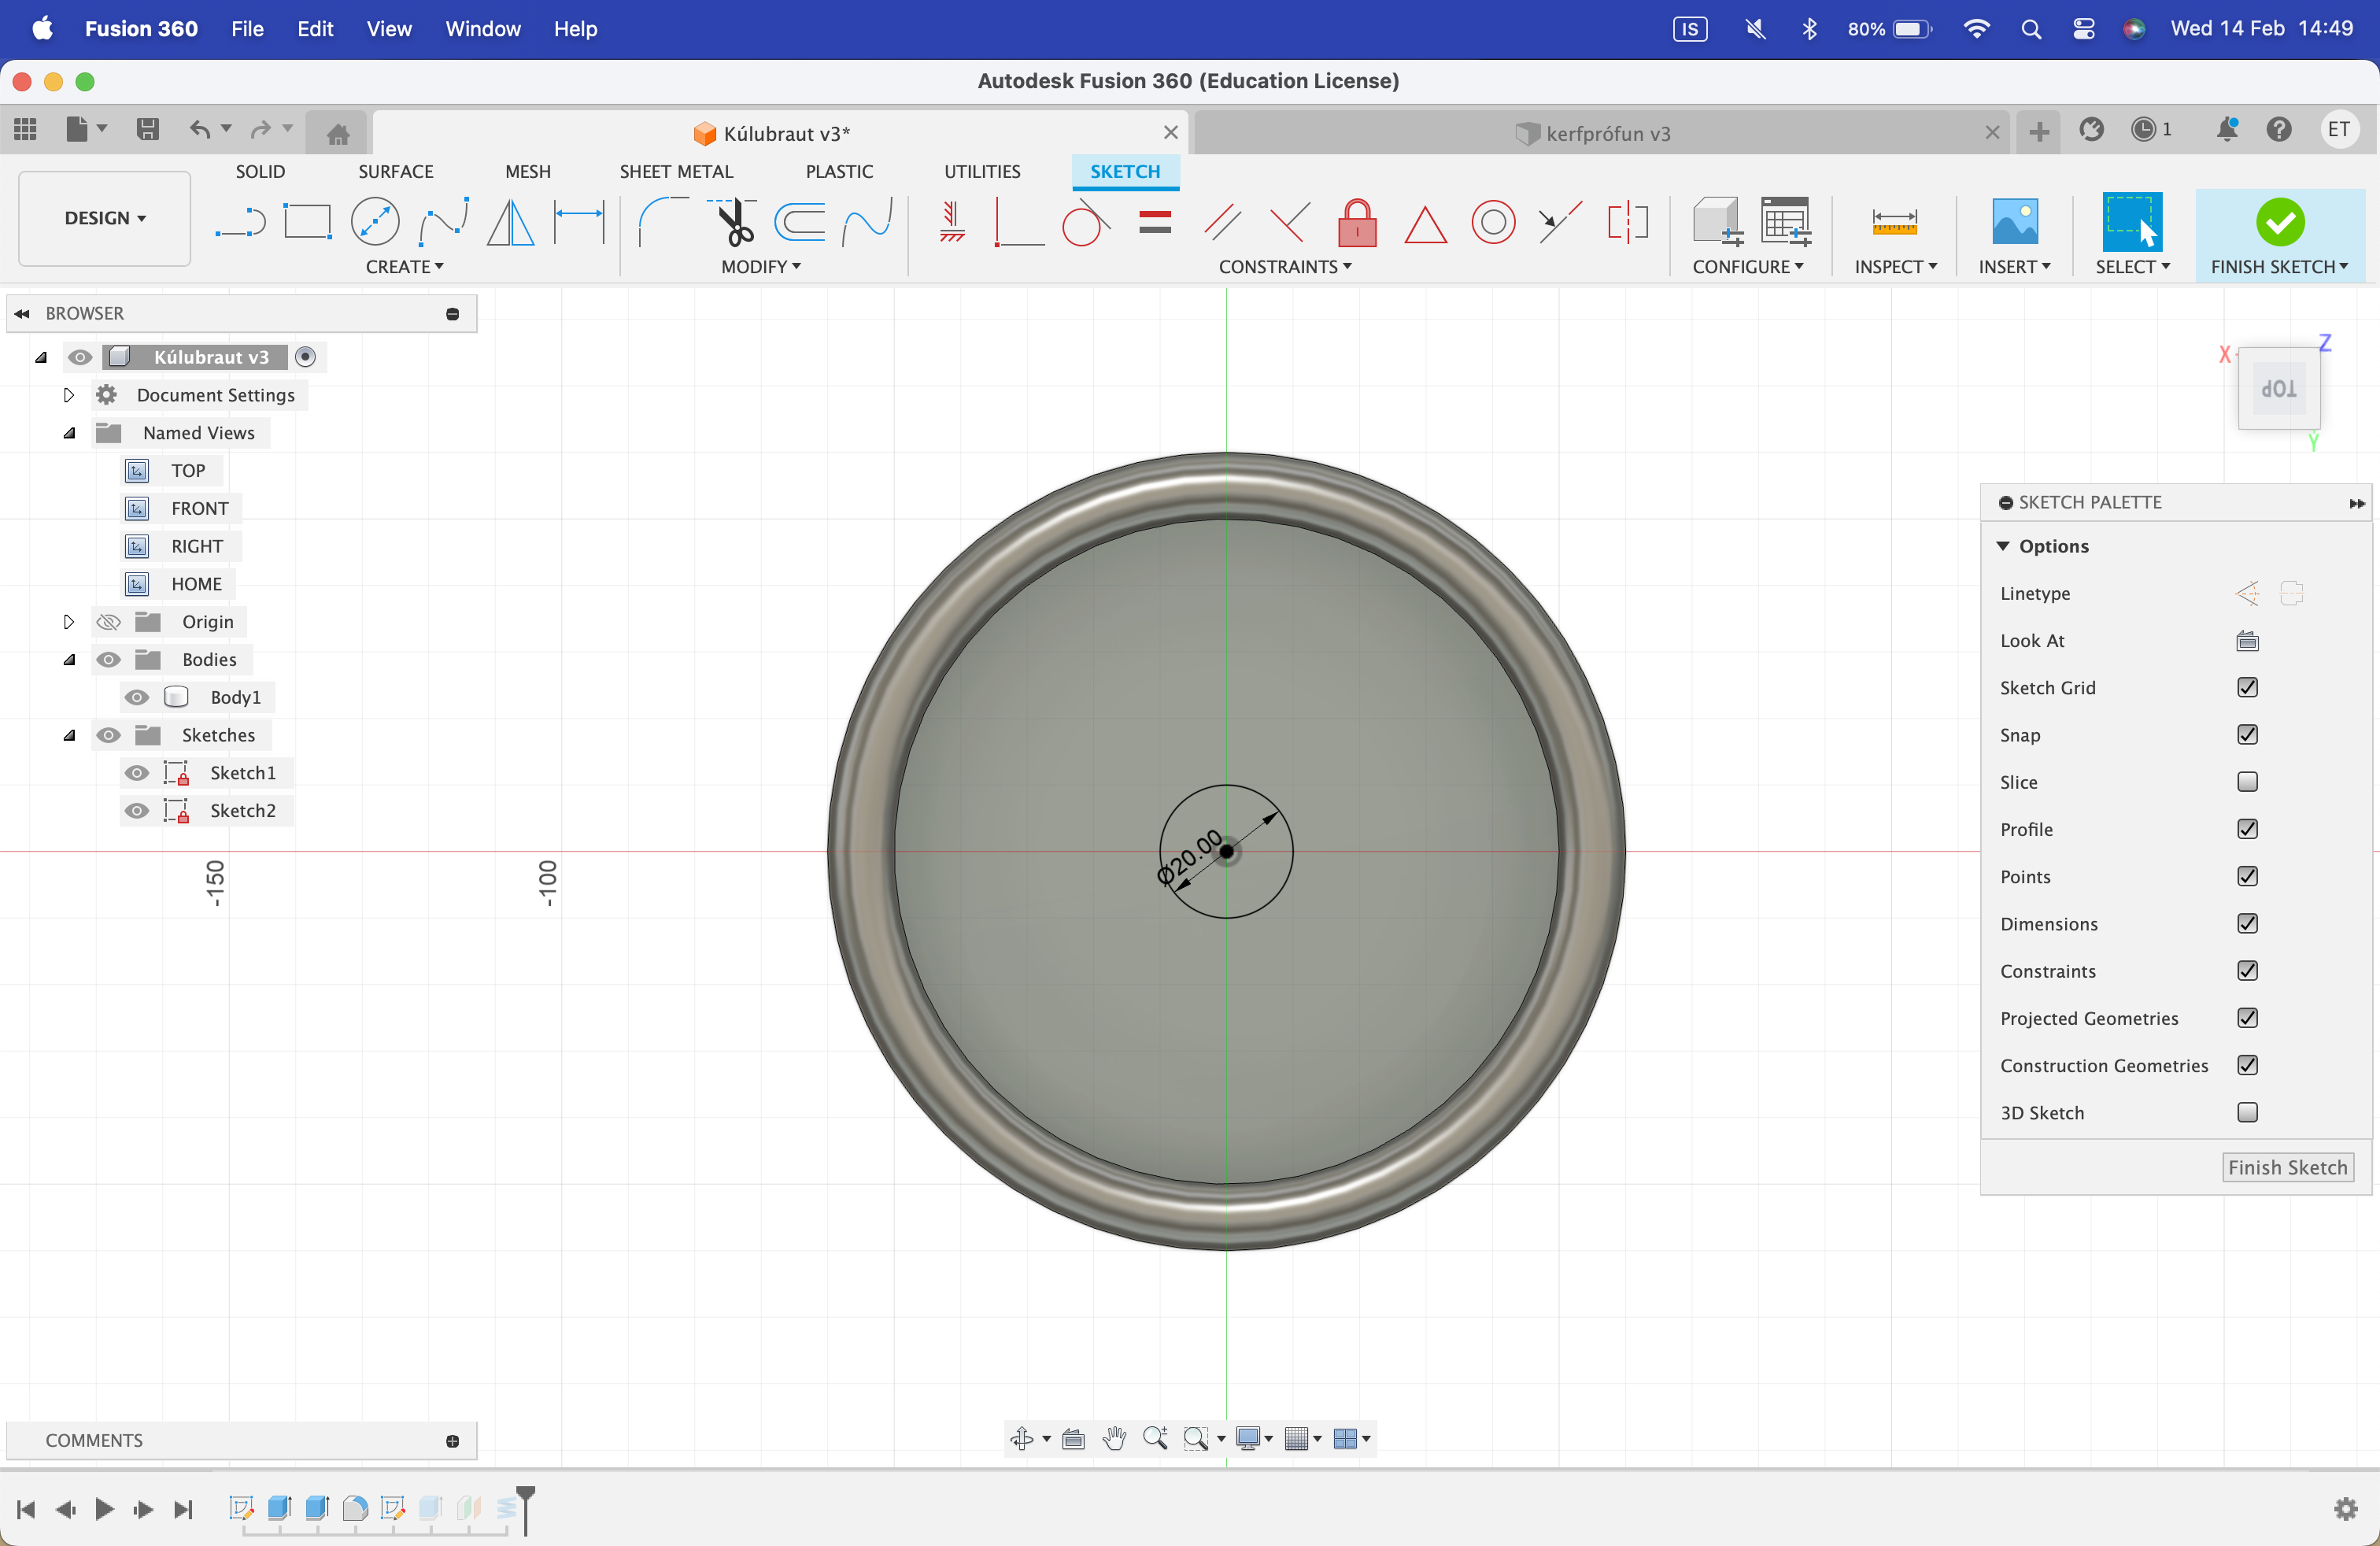 Fusion 360 File Edit View Window Help IS 80% Wed 14 Feb 14:49
Autodesk Fusion 360 (Education License)
Kúlubraut v3* kerfprófun v3 1 ET
SOLID SURFACE MESH SHEET METAL PLASTIC UTILITIES SKETCH
DESIGN
CREATE MODIFY CONSTRAINTS CONFIGURE INSPECT INSERT SELECT FINISH SKETCH
BROWSER
Kúlubraut v3
Document Settings
Named Views
TOP
FRONT
RIGHT
HOME
Origin
Bodies
Body1
Sketches
Sketch1
Sketch2
-150
-100
Ø20.00
X
Z
TOP
Y
SKETCH PALETTE
Options
Linetype
Look At
Sketch Grid
Snap
Slice
Profile
Points
Dimensions
Constraints
Projected Geometries
Construction Geometries
3D Sketch
Finish Sketch
COMMENTS